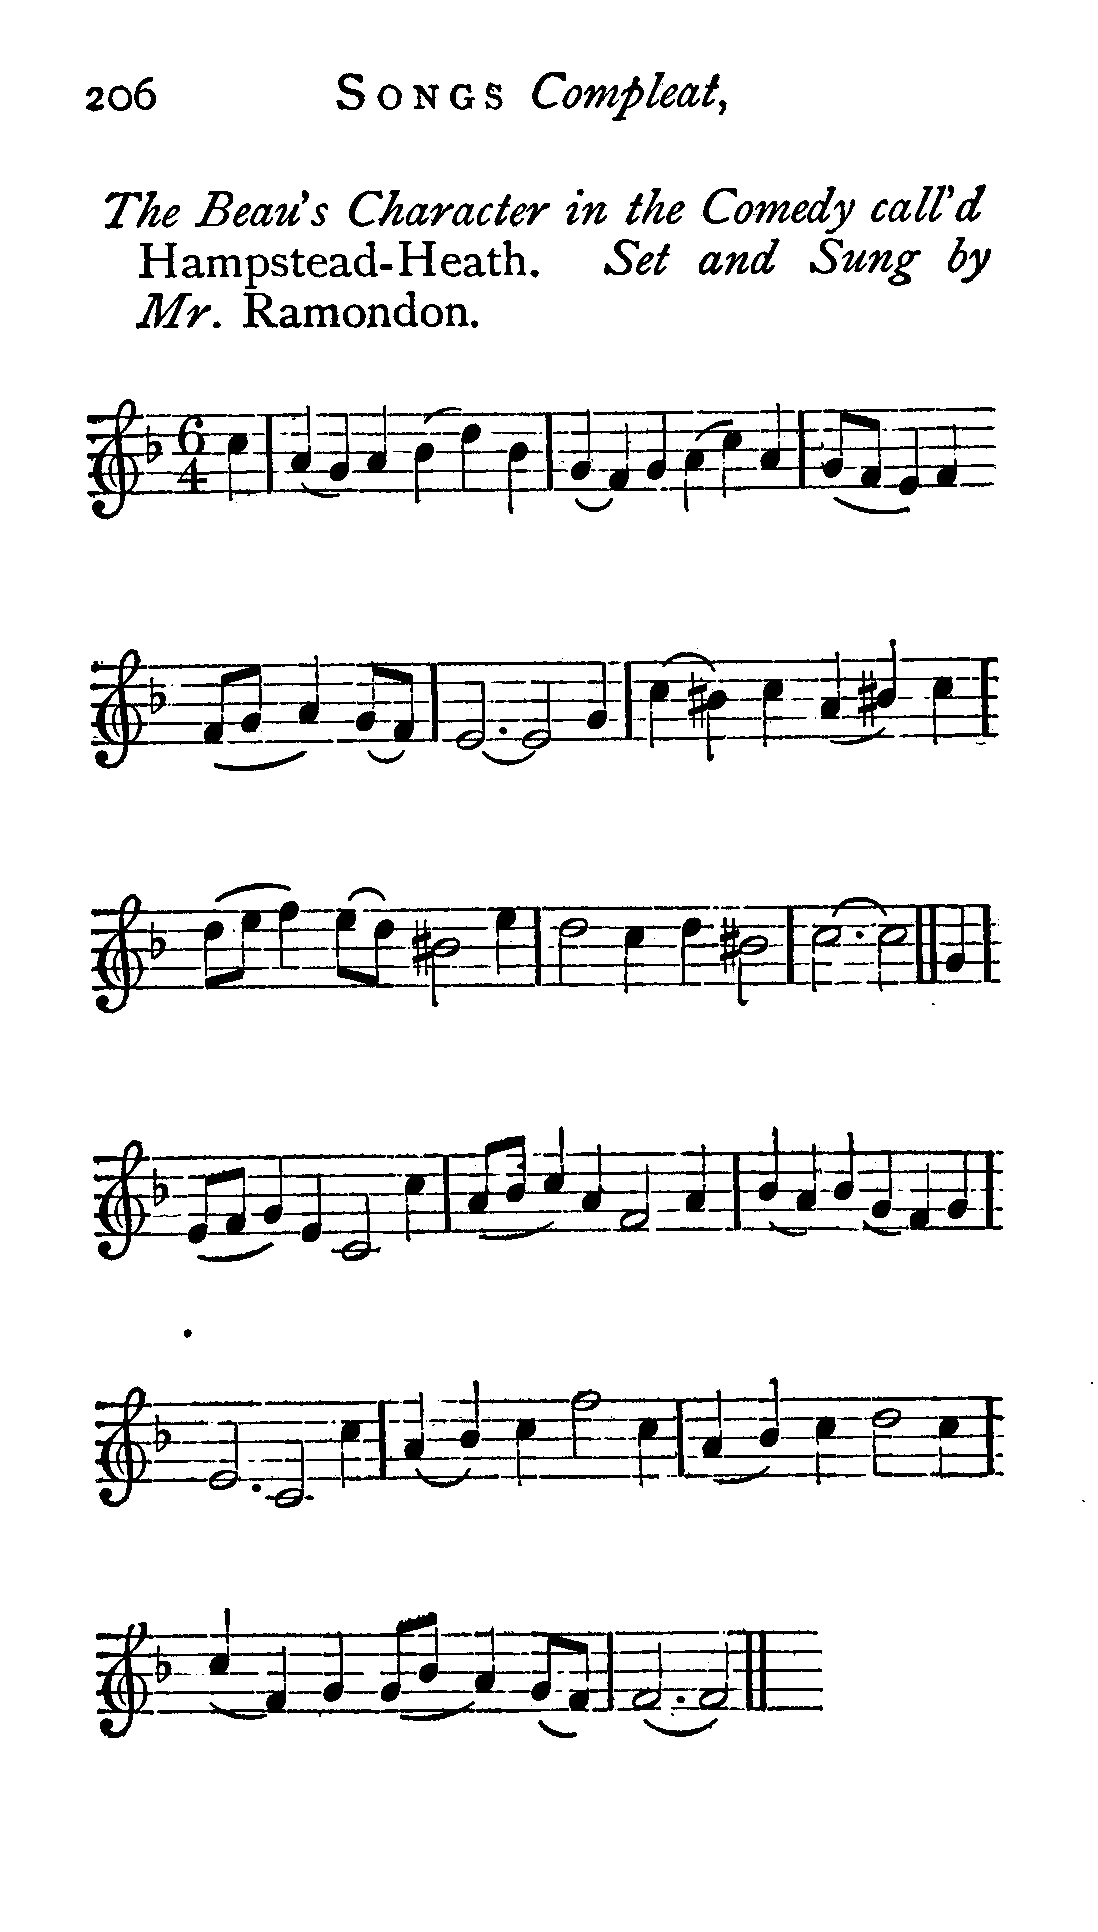 206 SONGS Compleat,
The Beau's Character in the Comedy call'd
Hampstead-Heath. Set and Sung by
Mr. Ramondon.
6
4